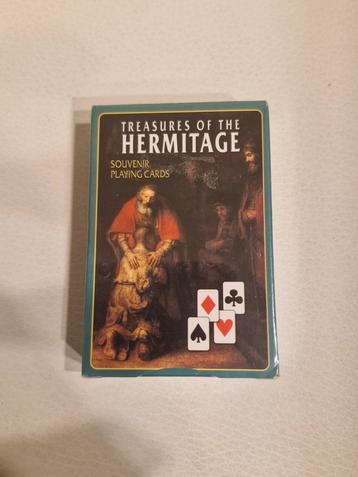 TREASURES OF THE
HERMITAGE
SOUVENIR
PLAYING CARDS